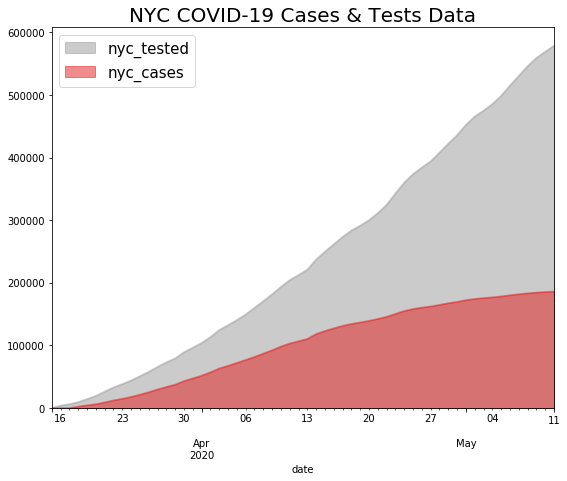 NYC COVID-19 Cases & Tests Data
600000
nyc_tested
nyc_cases
500000
400000
300000
200000
100000
0
16 23 30 06 13 20 27 04 11
Apr May
2020
date